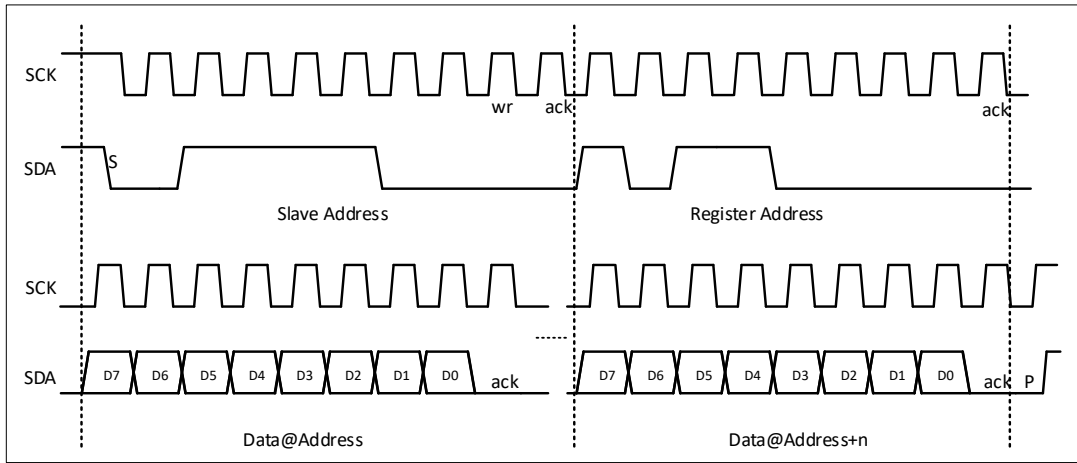 SCK
wr ack ack
SDA S
Slave Address Register Address
SCK
SDA D7 D6 D5 D4 D3 D2 D1 D0 ack D7 D6 D5 D4 D3 D2 D1 D0 ack P
Data@Address Data@Address+n